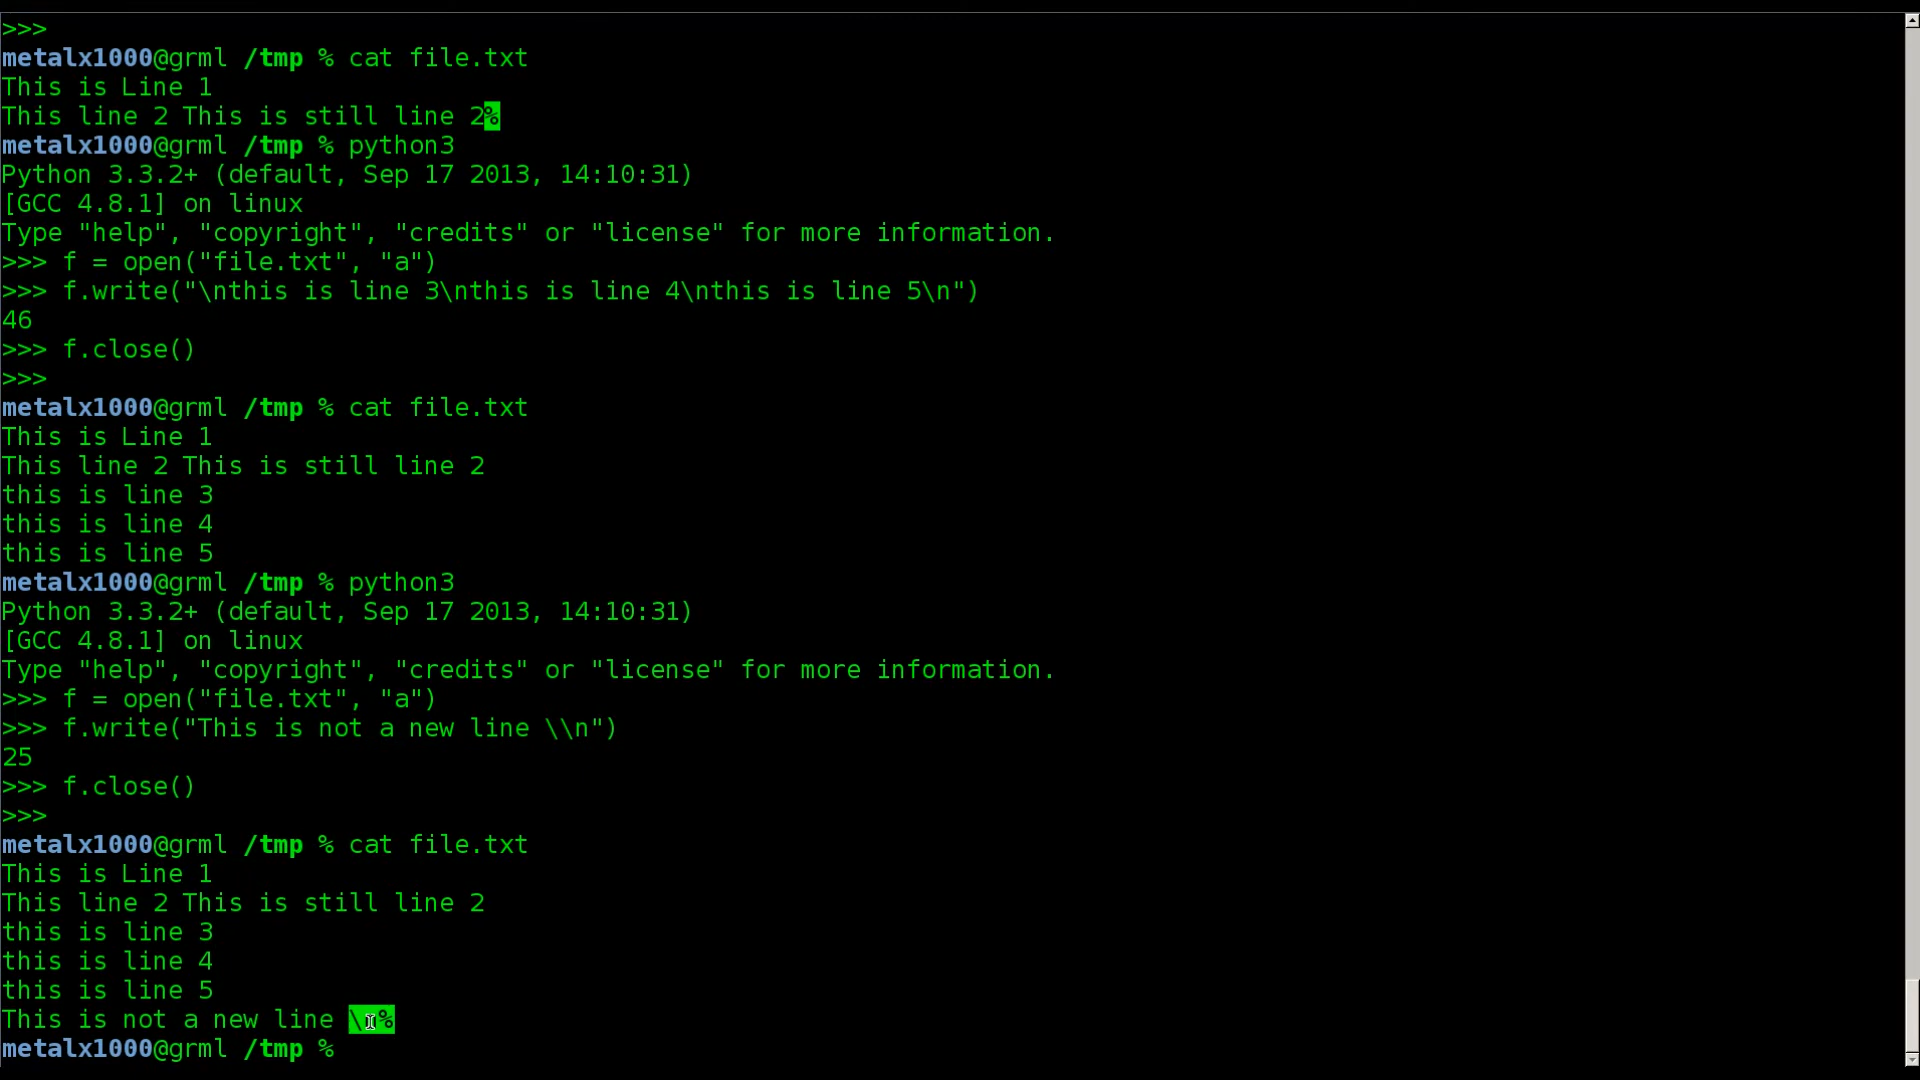 >>>
metalx1000@grml /tmp % cat file.txt
This is Line 1
This line 2 This is still line 2%
metalx1000@grml /tmp % python3
Python 3.3.2+ (default, Sep 17 2013, 14:10:31)
[GCC 4.8.1] on linux
Type "help", "copyright", "credits" or "license" for more information.
>>> f = open("file.txt", "a")
>>> f.write("\nthis is line 3\nthis is line 4\nthis is line 5\n")
46
>>> f.close()
>>>
metalx1000@grml /tmp % cat file.txt
This is Line 1
This line 2 This is still line 2
this is line 3
this is line 4
this is line 5
metalx1000@grml /tmp % python3
Python 3.3.2+ (default, Sep 17 2013, 14:10:31)
[GCC 4.8.1] on linux
Type "help", "copyright", "credits" or "license" for more information.
>>> f = open("file.txt", "a")
>>> f.write("This is not a new line \\n")
25
>>> f.close()
>>>
metalx1000@grml /tmp % cat file.txt
This is Line 1
This line 2 This is still line 2
this is line 3
this is line 4
this is line 5
This is not a new line \n%
metalx1000@grml /tmp %